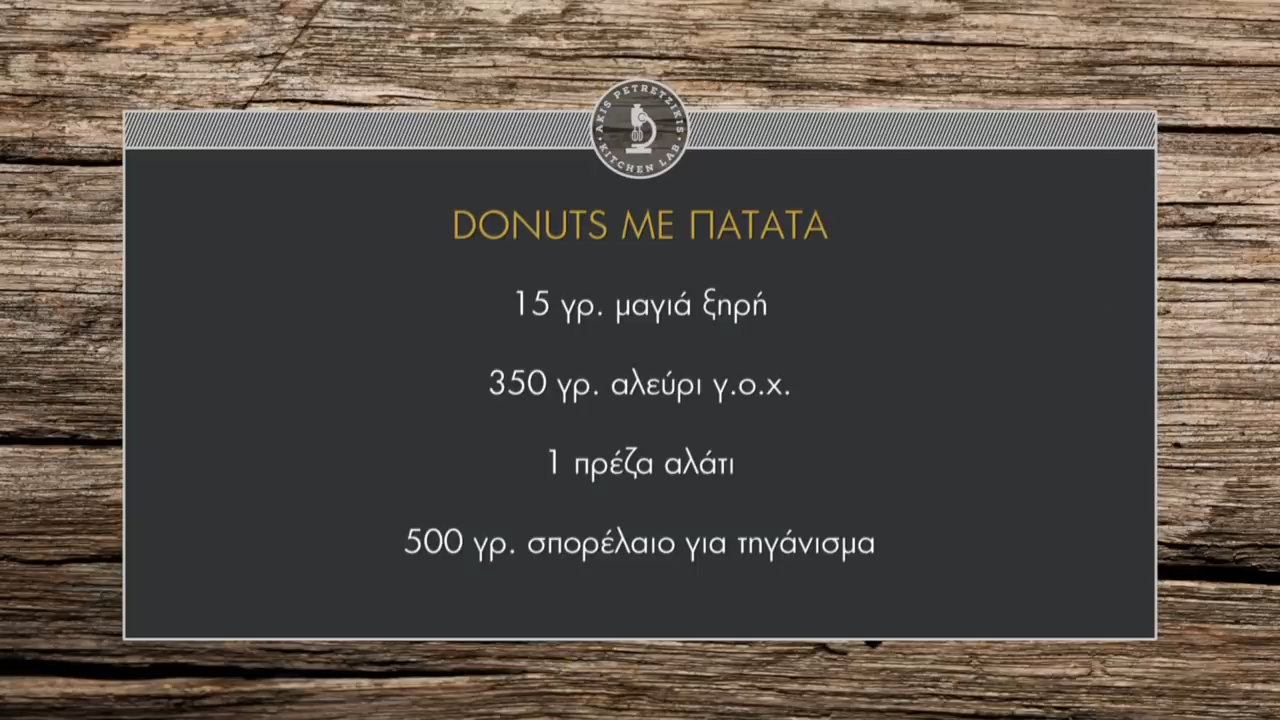 AKIS PETRETZIKIS
KITCHEN LAB
DONUTS ΜΕ ΠΑΤΑΤΑ
15 γρ. μαγιά ξηρή
350 γρ. αλεύρι γ.ο.χ.
1 πρέζα αλάτι
500 γρ. σπορέλαιο για τηγάνισμα